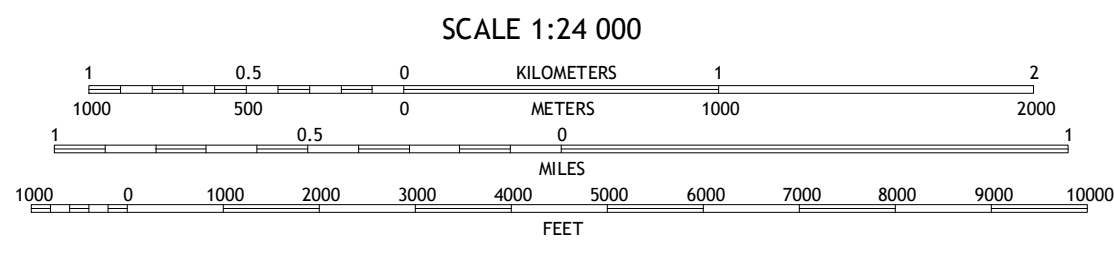 SCALE 1:24 000
1 0.5 0 KILOMETERS 1 2
1000 500 0 METERS 1000 2000
1 0.5 0 1
MILES
1000 0 1000 2000 3000 4000 5000 6000 7000 8000 9000 10000
FEET